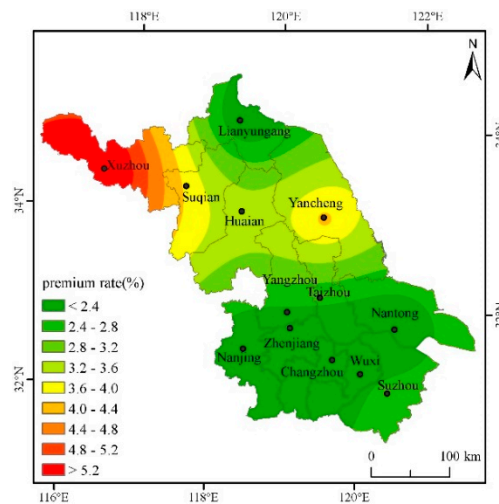 118°E 120°E 122°E
N
Lianyungang
34°N
Xuzhou
Suqian
34°N
Yancheng
Huaian
premium rate(%)
< 2.4
2.4 - 2.8
2.8 - 3.2
3.2 - 3.6
3.6 - 4.0
4.0 - 4.4
4.4 - 4.8
4.8 - 5.2
> 5.2
Yangzhou
Taizhou
Nantong
32°N
Zhenjiang
Nanjing
Changzhou
Wuxi
Suzhou
32°N
0 100 km
116°E 118°E 120°E